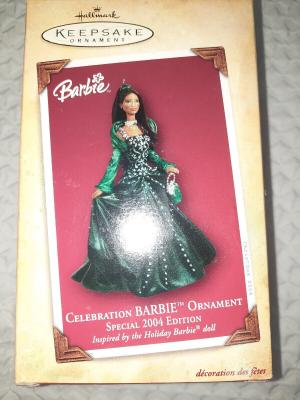 Hallmark
KEEPSAKE
ORNAMENT
Barbie
CELEBRATION BARBIE™ ORNAMENT
SPECIAL 2004 EDITION
Inspired by the Holiday Barbie® doll
décoration des fêtes